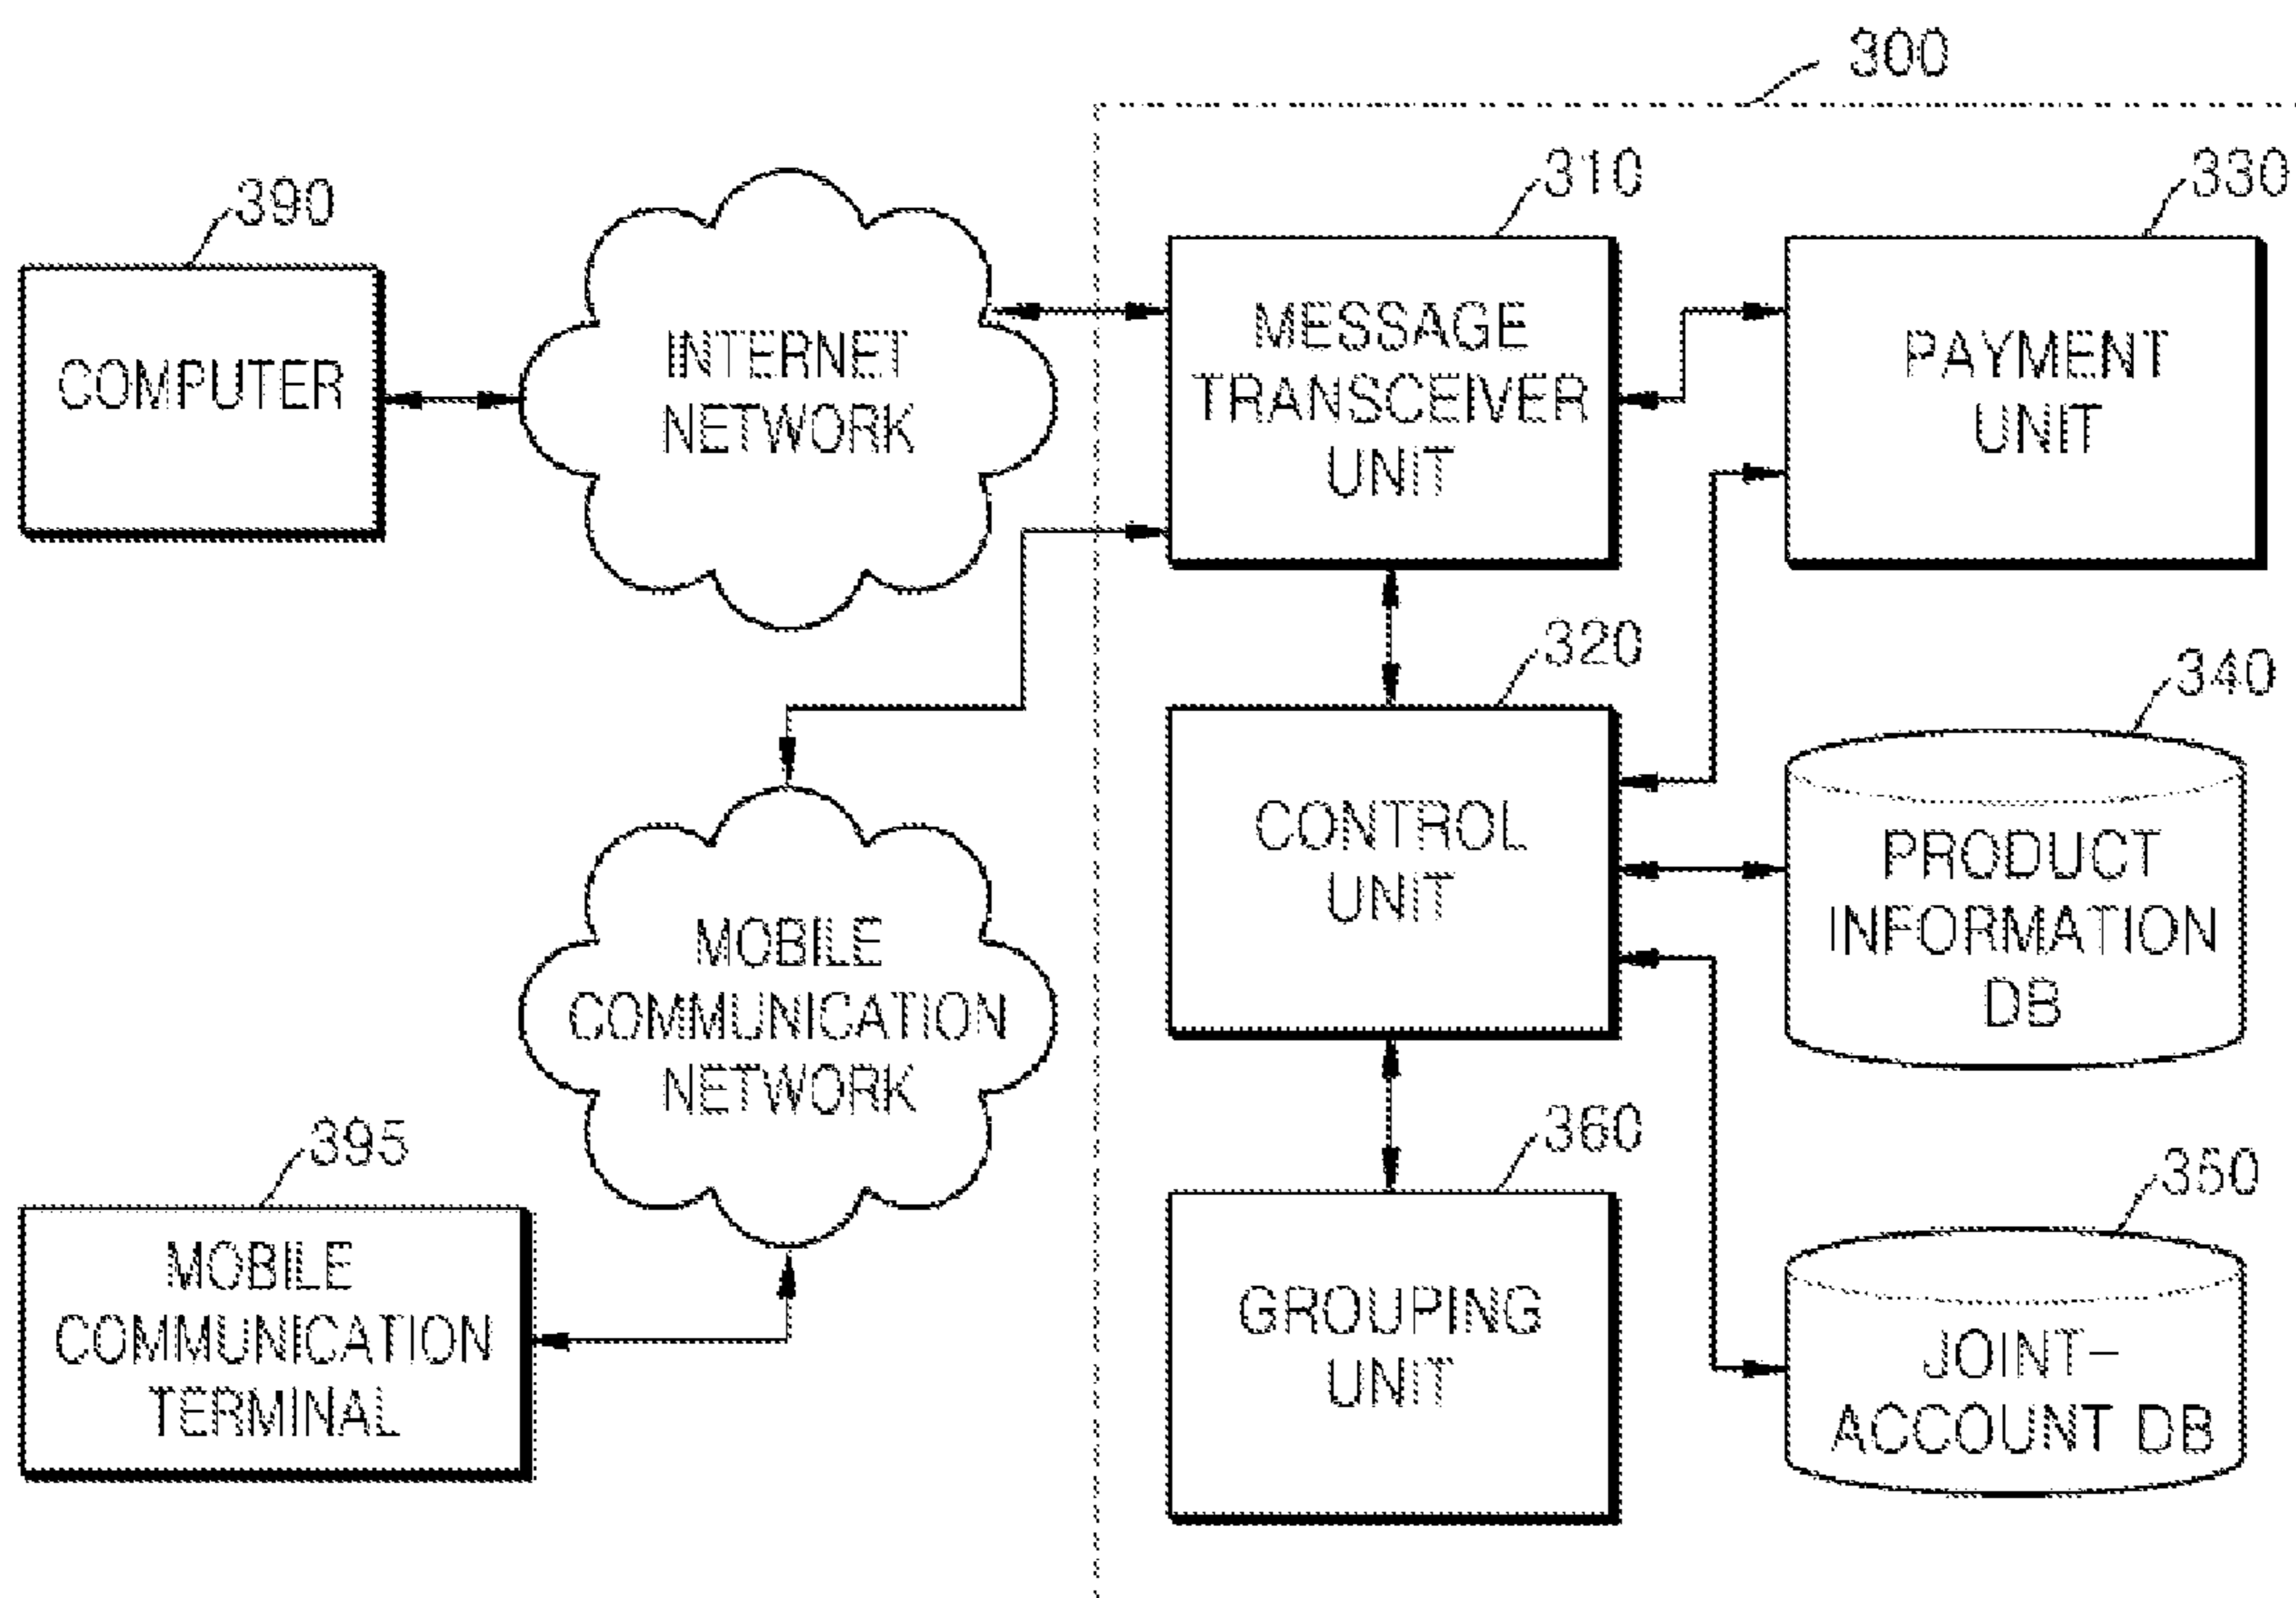 300
390
COMPUTER
INTERNET
NETWORK
310
MESSAGE
TRANSCEIVER
UNIT
330
PAYMENT
UNIT
320
CONTROL
UNIT
340
PRODUCT
INFORMATION
DB
MOBILE
COMMUNICATION
NETWORK
395
MOBILE
COMMUNICATION
TERMINAL
360
GROUPING
UNIT
350
JOINT-
ACCOUNT DB